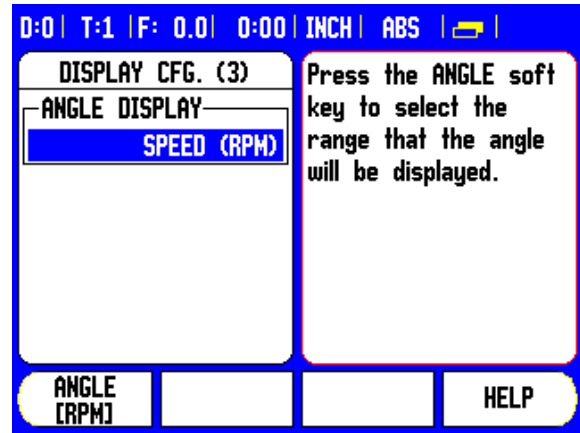 D:0| T:1 |F: 0.0| 0:00| INCH| ABS | |
DISPLAY CFG. (3)
ANGLE DISPLAY
SPEED (RPM)
Press the ANGLE soft
key to select the
range that the angle
will be displayed.
ANGLE
[RPM]
HELP